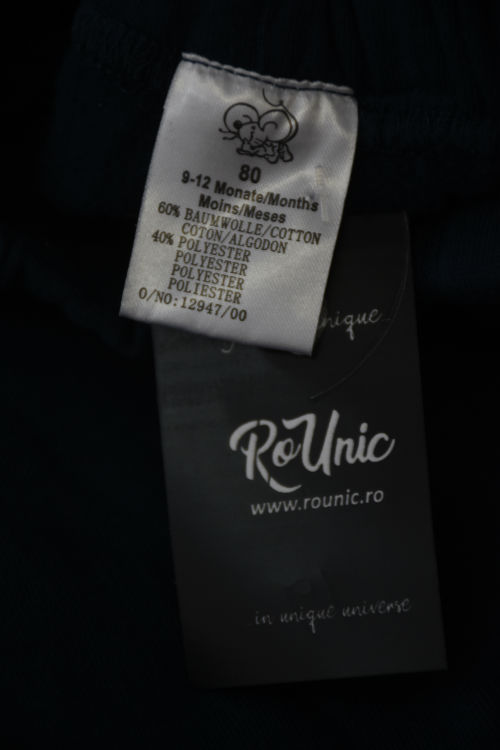 80
9-12 Monate/Months
Moins/Meses
60% BAUMWOLLE/COTTON
COTON/ALGODON
40% POLYESTER
POLYESTER
POLYESTER
POLIESTER
O/NO:12947/00
RoUnic
www.rounic.ro
...in unique universe